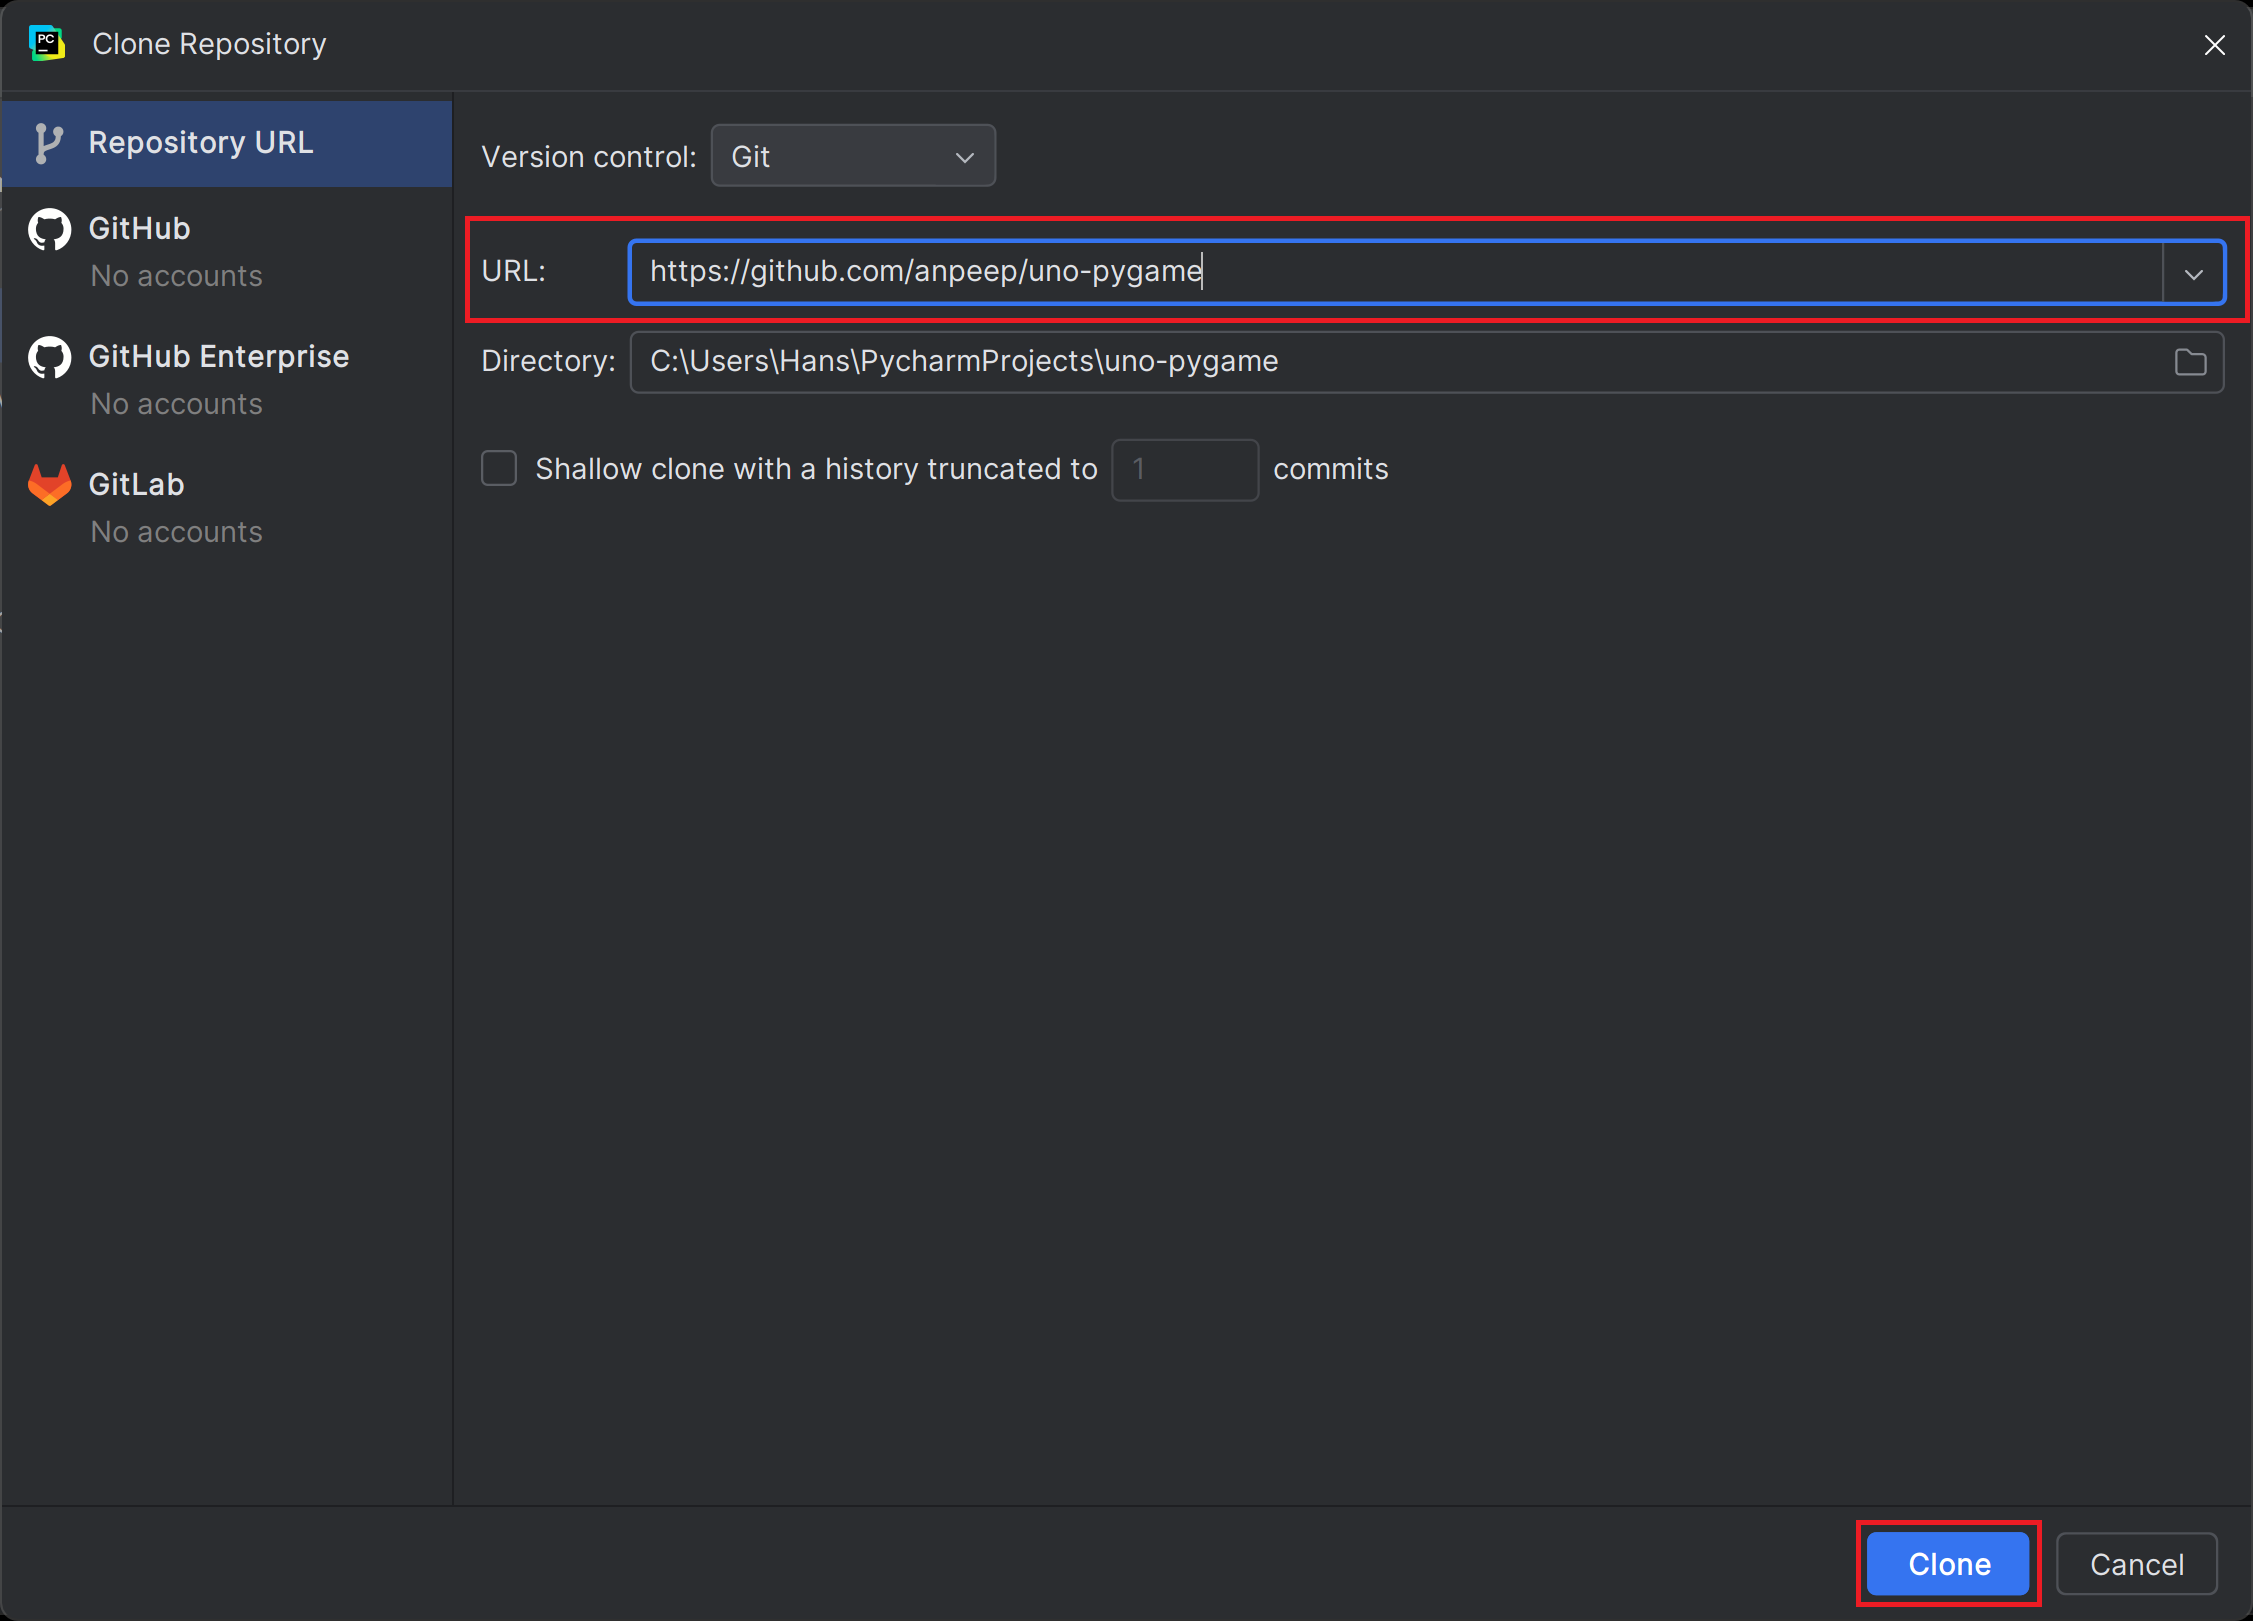 PC
Clone Repository
Repository URL
GitHub
No accounts
GitHub Enterprise
No accounts
GitLab
No accounts
Version control: Git
URL: https://github.com/anpeep/uno-pygame
Directory: C:\Users\Hans\PycharmProjects\uno-pygame
Shallow clone with a history truncated to 1 commits
Clone Cancel